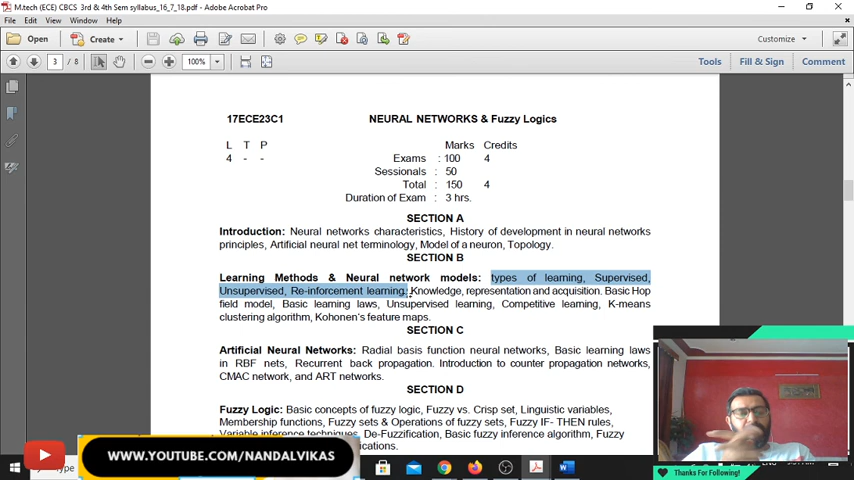 M.tech (ECE) CBCS 3rd & 4th Sem syllabus_16_7_18.pdf - Adobe Acrobat Pro
File Edit View Window Help
Open Create Customize
3 / 8 100% Tools Fill & Sign Comment
17ECE23C1 NEURAL NETWORKS & Fuzzy Logics
L T P Marks Credits
4 - - Exams : 100 4
Sessionals : 50
Total : 150 4
Duration of Exam : 3 hrs.
SECTION A
Introduction: Neural networks characteristics, History of development in neural networks
principles, Artificial neural net terminology, Model of a neuron, Topology.
SECTION B
Learning Methods & Neural network models: types of learning, Supervised,
Unsupervised, Re-inforcement learning. Knowledge, representation and acquisition. Basic Hop
field model, Basic learning laws, Unsupervised learning, Competitive learning, K-means
clustering algorithm, Kohonen's feature maps.
SECTION C
Artificial Neural Networks: Radial basis function neural networks, Basic learning laws
in RBF nets, Recurrent back propagation. Introduction to counter propagation networks,
CMAC network, and ART networks.
SECTION D
Fuzzy Logic: Basic concepts of fuzzy logic, Fuzzy vs. Crisp set, Linguistic variables,
Membership functions, Fuzzy sets & Operations of fuzzy sets, Fuzzy IF- THEN rules,
Variable inference techniques, De-Fuzzification, Basic fuzzy inference algorithm, Fuzzy
WWW.YOUTUBE.COM/NANDALVIKAS
Type
Thanks For Following!